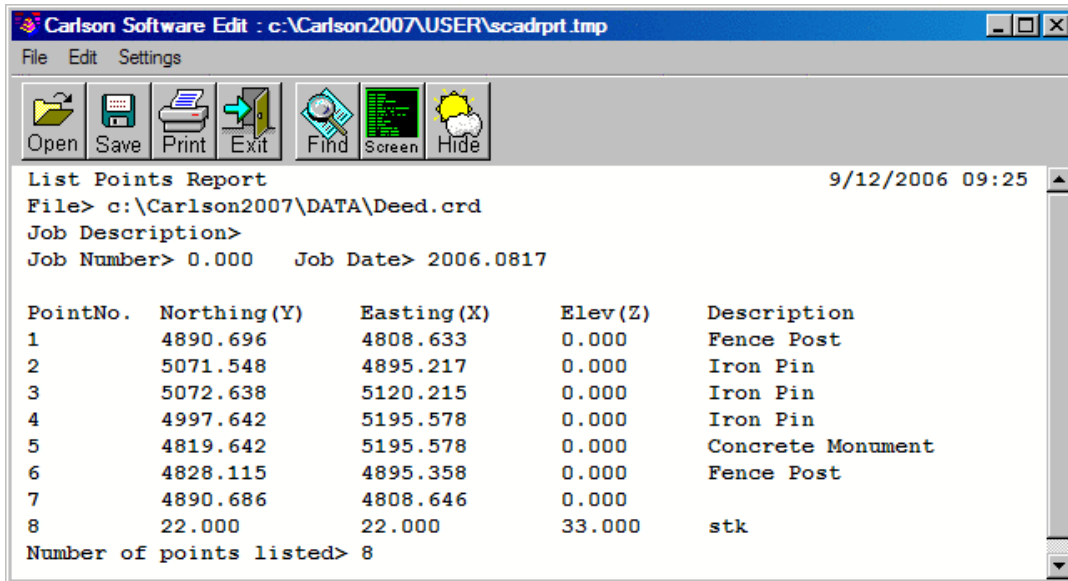 Carlson Software Edit : c:\Carlson2007\USER\scadrprt.tmp
File Edit Settings
Open Save Print Exit Find Screen Hide
List Points Report 9/12/2006 09:25
File> c:\Carlson2007\DATA\Deed.crd
Job Description>
Job Number> 0.000 Job Date> 2006.0817
PointNo. Northing(Y) Easting(X) Elev(Z) Description
1 4890.696 4808.633 0.000 Fence Post
2 5071.548 4895.217 0.000 Iron Pin
3 5072.638 5120.215 0.000 Iron Pin
4 4997.642 5195.578 0.000 Iron Pin
5 4819.642 5195.578 0.000 Concrete Monument
6 4828.115 4895.358 0.000 Fence Post
7 4890.686 4808.646 0.000
8 22.000 22.000 33.000 stk
Number of points listed> 8